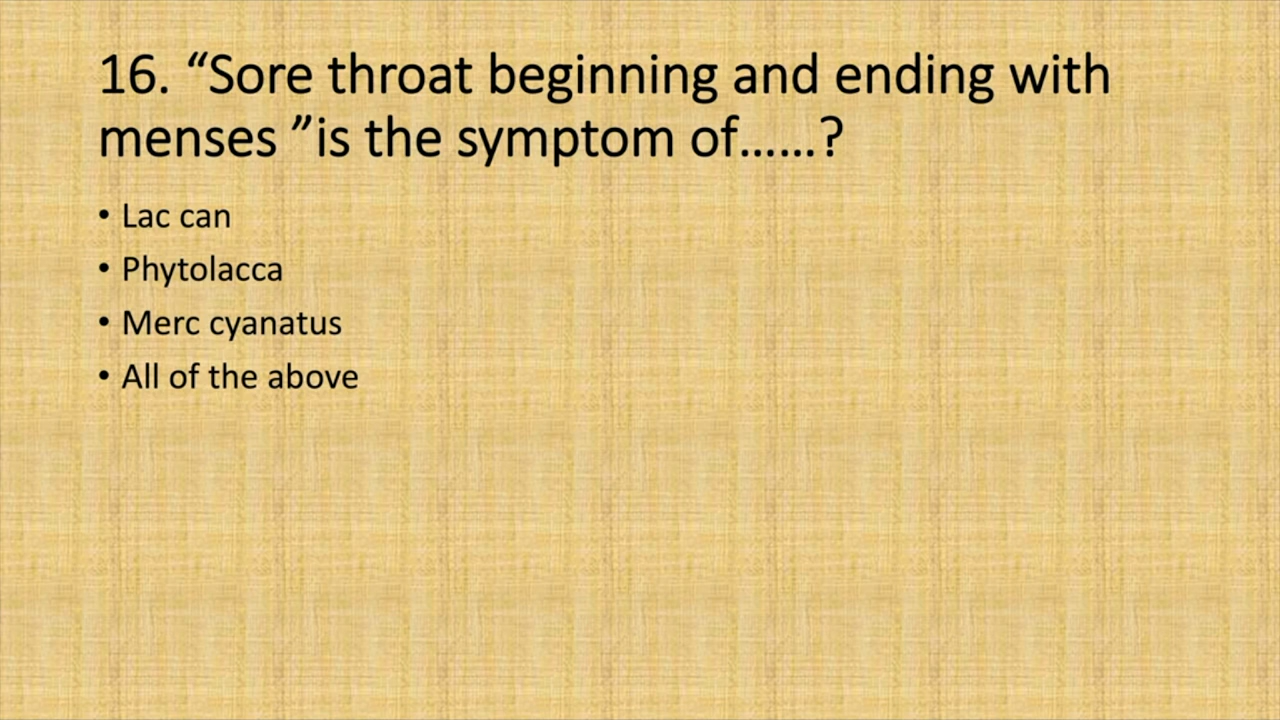 16. “Sore throat beginning and ending with
menses ”is the symptom of……?
• Lac can
• Phytolacca
• Merc cyanatus
• All of the above